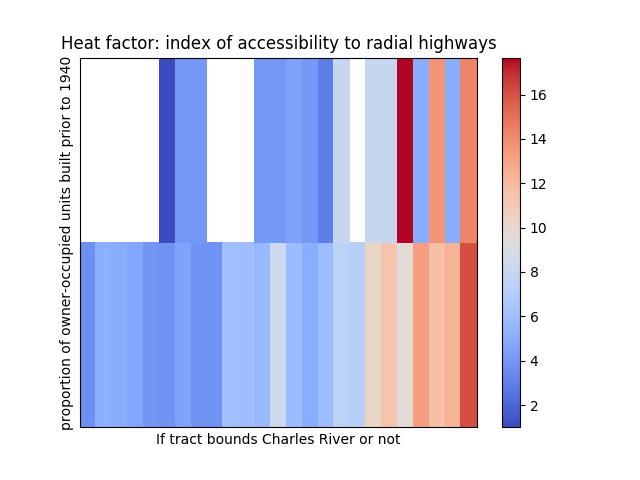 Heat factor: index of accessibility to radial highways
proportion of owner-occupied units built prior to 1940
If tract bounds Charles River or not
16
14
12
10
8
6
4
2